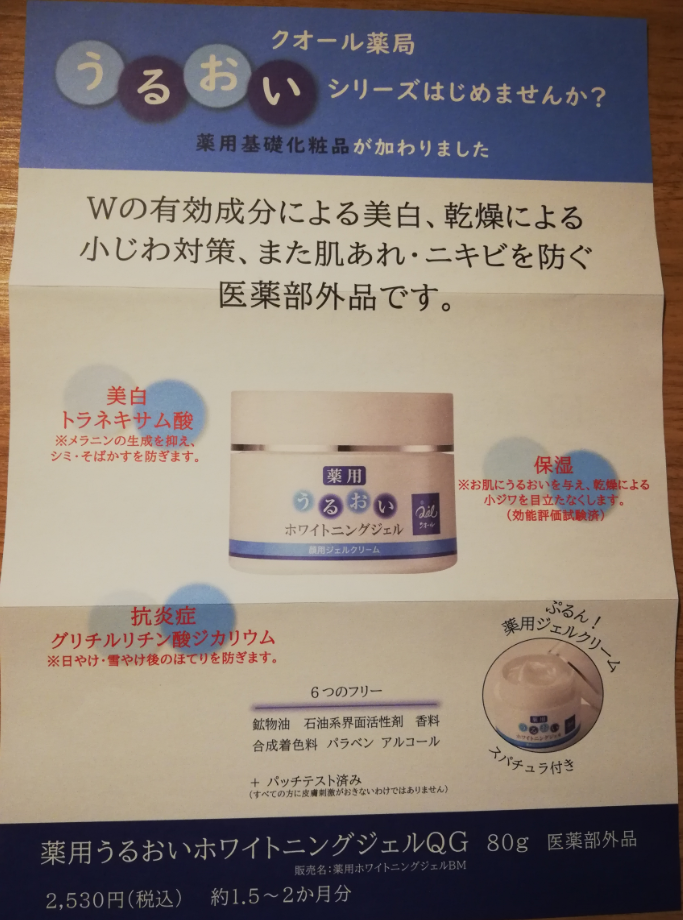 クオール薬局
うるおい シリーズはじめませんか?
薬用基礎化粧品が加わりました
Wの有効成分による美白、乾燥による
小じわ対策、また肌あれ・ニキビを防ぐ
医薬部外品です。
美白
トラネキサム酸
※メラニンの生成を抑え、
シミ・そばかすを防ぎます。
薬用
うるおい
ホワイトニングジェル
薬用ジェルクリーム
Qol
クオール
保湿
※お肌にうるおいを与え、乾燥による
小ジワを目立たなくします。
(効能評価試験済)
抗炎症
グリチルリチン酸ジカリウム
※日やけ・雪やけ後のほてりを防ぎます。
ぷるん!
薬用ジェルクリーム
薬用
うるおい
ホワイトニングジェル
スパチュラ付き
6つのフリー
鉱物油 石油系界面活性剤 香料
合成着色料 パラベン アルコール
+ パッチテスト済み
(すべての方に皮膚刺激がおきないわけではありません)
薬用うるおいホワイトニングジェルQG 80g 医薬部外品
販売名:薬用ホワイトニングジェルBM
2,530円(税込) 約1.5~2か月分